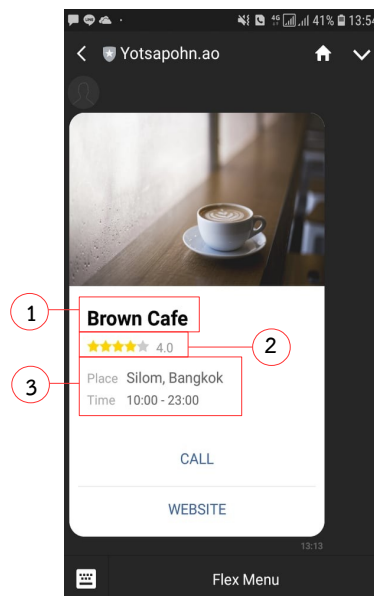 4G 41% 13:54
Yotsapohn.ao
1
Brown Cafe
4.0
2
3
Place Silom, Bangkok
Time 10:00 - 23:00
CALL
WEBSITE
13:13
Flex Menu